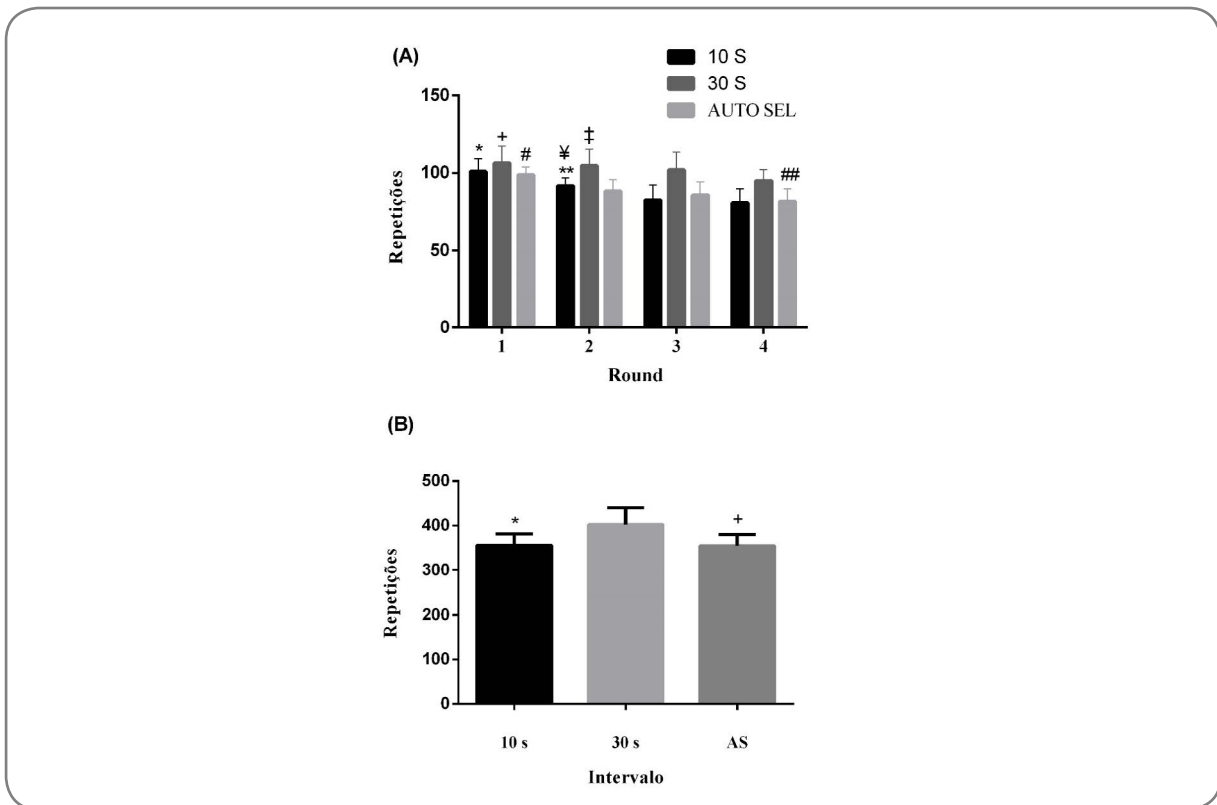 (A)
10 S
30 S
AUTO SEL
Repetições
150
100
50
0
*
+
#
¥
**
‡
##
1 2 3 4
Round
(B)
Repetições
500
400
300
200
100
0
*
+
10 s 30 s AS
Intervalo